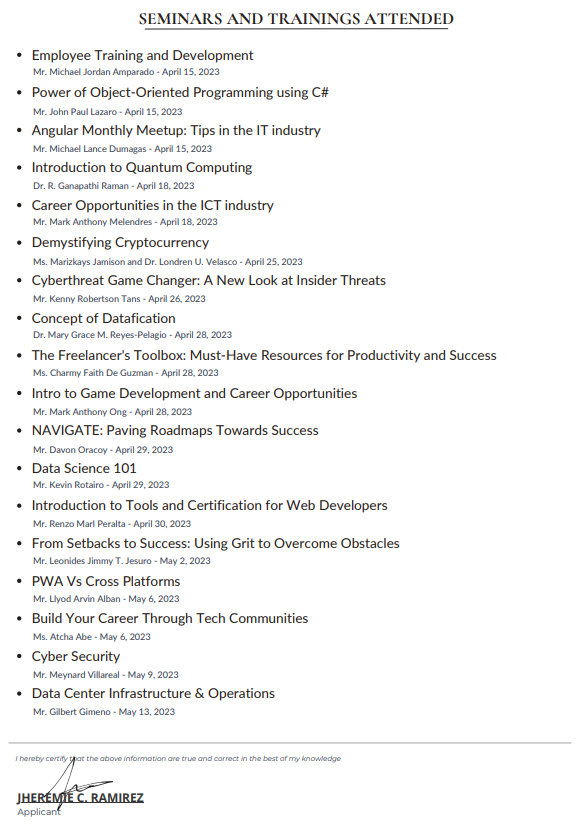 SEMINARS AND TRAININGS ATTENDED
• Employee Training and Development
Mr. Michael Jordan Amparado - April 15, 2023
• Power of Object-Oriented Programming using C#
Mr. John Paul Lazaro - April 15, 2023
• Angular Monthly Meetup: Tips in the IT industry
Mr. Michael Lance Dumagas - April 15, 2023
• Introduction to Quantum Computing
Dr. R. Ganapathi Raman - April 18, 2023
• Career Opportunities in the ICT industry
Mr. Mark Anthony Melendres - April 18, 2023
• Demystifying Cryptocurrency
Ms. Marizkays Jamison and Dr. Londren U. Velasco - April 25, 2023
• Cyberthreat Game Changer: A New Look at Insider Threats
Mr. Kenny Robertson Tans - April 26, 2023
• Concept of Datafication
Dr. Mary Grace M. Reyes-Pelagio - April 28, 2023
• The Freelancer's Toolbox: Must-Have Resources for Productivity and Success
Ms. Charmy Faith De Guzman - April 28, 2023
• Intro to Game Development and Career Opportunities
Mr. Mark Anthony Ong - April 28, 2023
• NAVIGATE: Paving Roadmaps Towards Success
Mr. Davon Oracoy - April 29, 2023
• Data Science 101
Mr. Kevin Rotairo - April 29, 2023
• Introduction to Tools and Certification for Web Developers
Mr. Renzo Marl Peralta - April 30, 2023
• From Setbacks to Success: Using Grit to Overcome Obstacles
Mr. Leonides Jimmy T. Jesuro - May 2, 2023
• PWA Vs Cross Platforms
Mr. Llyod Arvin Alban - May 6, 2023
• Build Your Career Through Tech Communities
Ms. Atcha Abe - May 6, 2023
• Cyber Security
Mr. Meynard Villareal - May 9, 2023
• Data Center Infrastructure & Operations
Mr. Gilbert Gimeno - May 13, 2023
I hereby certify that the above information are true and correct in the best of my knowledge
JHEREMIE C. RAMIREZ
Applicant